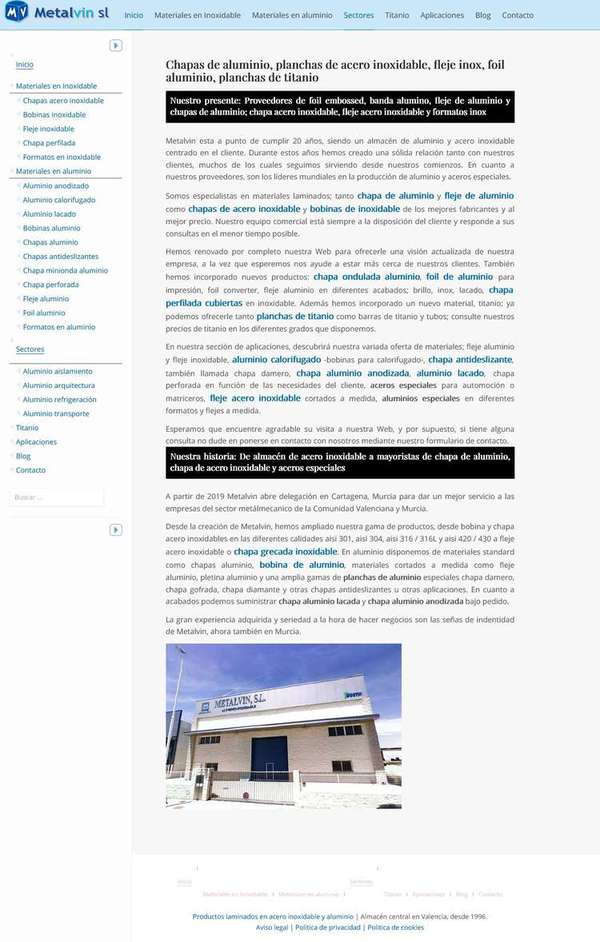 Metalvin sl
Inicio Materiales en Inoxidable Materiales en aluminio Sectores Titanio Aplicaciones Blog Contacto
Inicio
Materiales en Inoxidable
Chapas acero inoxidable
Bobinas inoxidable
Fleje inoxidable
Chapa perfilada
Formatos en inoxidable
Materiales en aluminio
Aluminio anodizado
Aluminio calorifugado
Aluminio lacado
Bobinas aluminio
Chapas aluminio
Chapas antideslizantes
Chapa minionda aluminio
Chapa perforada
Fleje aluminio
Foil aluminio
Formatos en aluminio
Sectores
Aluminio aislamiento
Aluminio arquitectura
Aluminio refrigeración
Aluminio transporte
Titanio
Aplicaciones
Blog
Contacto
Buscar ...
Chapas de aluminio, planchas de acero inoxidable, fleje inox, foil
aluminio, planchas de titanio
Nuestro presente: Proveedores de foil embossed, banda alumino, fleje de aluminio y
chapas de aluminio; chapa acero inoxidable, fleje acero inoxidable y formatos inox
Metalvin esta a punto de cumplir 20 años, siendo un almacén de aluminio y acero inoxidable
centrado en el cliente. Durante estos años hemos creado una sólida relación tanto con nuestros
clientes, muchos de los cuales seguimos sirviendo desde nuestros comienzos. En cuanto a
nuestros proveedores, son los líderes mundiales en la producción de aluminio y aceros especiales.
Somos especialistas en materiales laminados; tanto chapa de aluminio y fleje de aluminio
como chapas de acero inoxidable y bobinas de inoxidable de los mejores fabricantes y al
mejor precio. Nuestro equipo comercial está siempre a la disposición del cliente y responde a sus
consultas en el menor tiempo posible.
Hemos renovado por completo nuestra Web para ofrecerle una visión actualizada de nuestra
empresa, a la vez que esperemos nos ayude a estar más cerca de nuestros clientes. También
hemos incorporado nuevos productos: chapa ondulada aluminio, foil de aluminio para
impresión, foil converter, fleje aluminio en diferentes acabados; brillo, inox, lacado, chapa
perfilada cubiertas en inoxidable. Además hemos incorporado un nuevo material, titanio; ya
podemos ofrecerle tanto planchas de titanio como barras de titanio y tubos; consulte nuestros
precios de titanio en los diferentes grados que disponemos.
En nuestra sección de aplicaciones, descubrirá nuestra variada oferta de materiales; fleje aluminio
y fleje inoxidable, aluminio calorifugado -bobinas para calorifugado-, chapa antideslizante,
también llamada chapa damero, chapa aluminio anodizada, aluminio lacado, chapa
perforada en función de las necesidades del cliente, aceros especiales para automoción o
matriceros, fleje acero inoxidable cortados a medida, aluminios especiales en diferentes
formatos y flejes a medida.
Esperamos que encuentre agradable su visita a nuestra Web, y por supuesto, si tiene alguna
consulta no dude en ponerse en contacto con nosotros mediante nuestro formulario de contacto.
Nuestra historia: De almacén de acero inoxidable a mayoristas de chapa de aluminio,
chapa de acero inoxidable y aceros especiales
A partir de 2019 Metalvin abre delegación en Cartagena, Murcia para dar un mejor servicio a las
empresas del sector metálmecanico de la Comunidad Valenciana y Murcia.
Desde la creación de Metalvin, hemos ampliado nuestra gama de productos, desde bobina y chapa
acero inoxidables en las diferentes calidades aisi 301, aisi 304, aisi 316 / 316L y aisi 420 / 430 a fleje
acero inoxidable o chapa grecada inoxidable. En aluminio disponemos de materiales standard
como chapas aluminio, bobina de aluminio, materiales cortados a medida como fleje
aluminio, pletina aluminio y una amplia gamas de planchas de aluminio especiales chapa damero,
chapa gofrada, chapa diamante y otras chapas antideslizantes u otras aplicaciones. En cuanto a
acabados podemos suministrar chapa aluminio lacada y chapa aluminio anodizada bajo pedido.
La gran experiencia adquirida y seriedad a la hora de hacer negocios son las señas de indentidad
de Metalvin, ahora también en Murcia.
METALVIN, S.L.
Inicio Sectores
Materiales en Inoxidable Materiales en aluminio Titanio Aplicaciones Blog Contacto
Productos laminados en acero inoxidable y aluminio | Almacén central en Valencia, desde 1996.
Aviso legal | Política de privacidad | Política de cookies